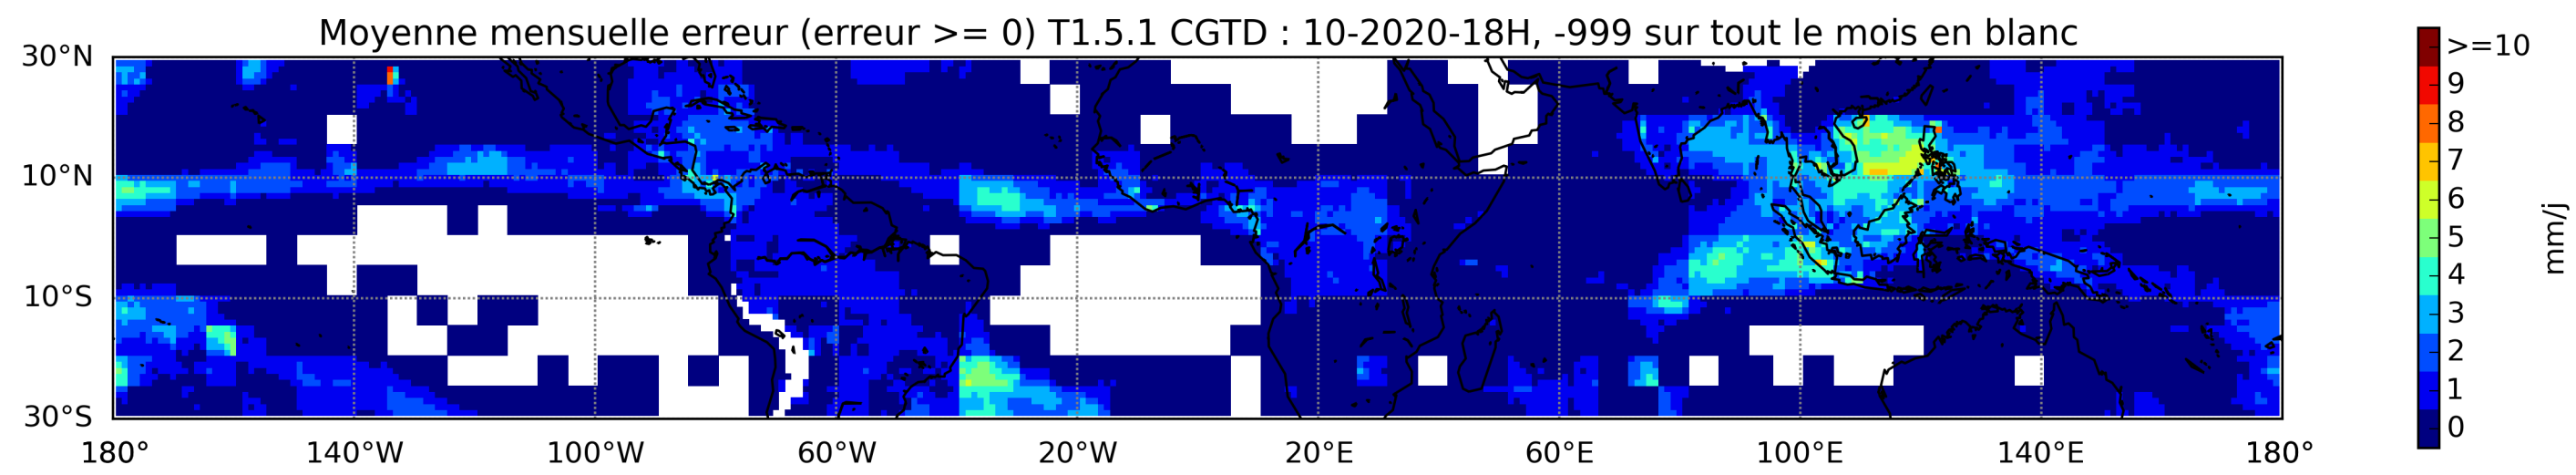 Moyenne mensuelle erreur (erreur >= 0) T1.5.1 CGTD : 10-2020-18H, -999 sur tout le mois en blanc
30°N
10°N
10°S
30°S
180° 140°W 100°W 60°W 20°W 20°E 60°E 100°E 140°E 180°
>=10
9
8
7
6
5
4
3
2
1
0
mm/j